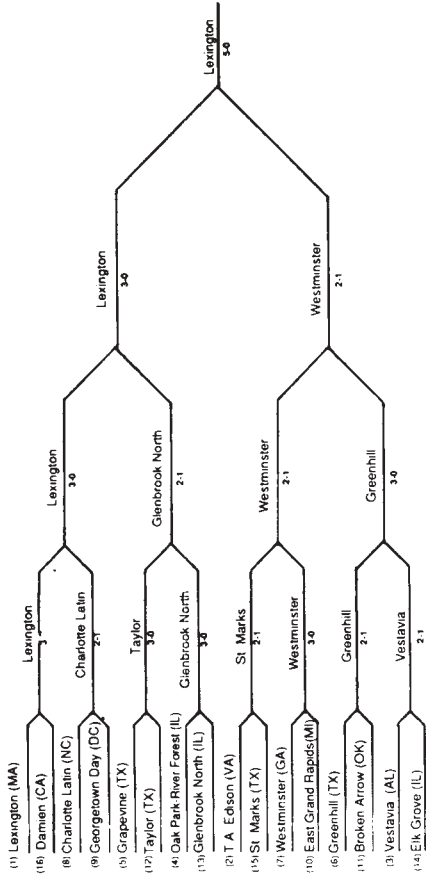 (1) Lexington (MA)
(16) Damien (CA)
(8) Charlotte Latin (NC)
(9) Georgetown Day (DC)
(5) Grapevine (TX)
(12) Taylor (TX)
(4) Oak Park-River Forest (IL)
(13) Glenbrook North (IL)
(2) T A Edison (VA)
(15) St Marks (TX)
(7) Westminster (GA)
(10) East Grand Rapids(MI)
(6) Greenhill (TX)
(11) Broken Arrow (OK)
(3) Vestavia (AL)
(14) Elk Grove (IL)
Lexington
3
Charlotte Latin
2-1
Taylor
3-0
Glenbrook North
3-0
St Marks
2-1
Westminster
3-0
Greenhill
2-1
Vestavia
2-1
Lexington
3-0
Glenbrook North
2-1
Westminster
2-1
Greenhill
3-0
Lexington
3-0
Westminster
2-1
Lexington
5-0